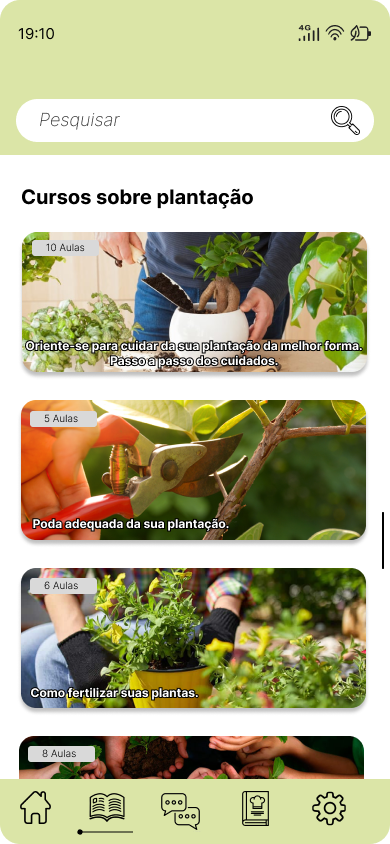 19:10
4G
Pesquisar
Cursos sobre plantação
10 Aulas
Oriente-se para cuidar da sua plantação da melhor forma.
Passo a passo dos cuidados.
5 Aulas
Poda adequada da sua plantação.
6 Aulas
Como fertilizar suas plantas.
8 Aulas